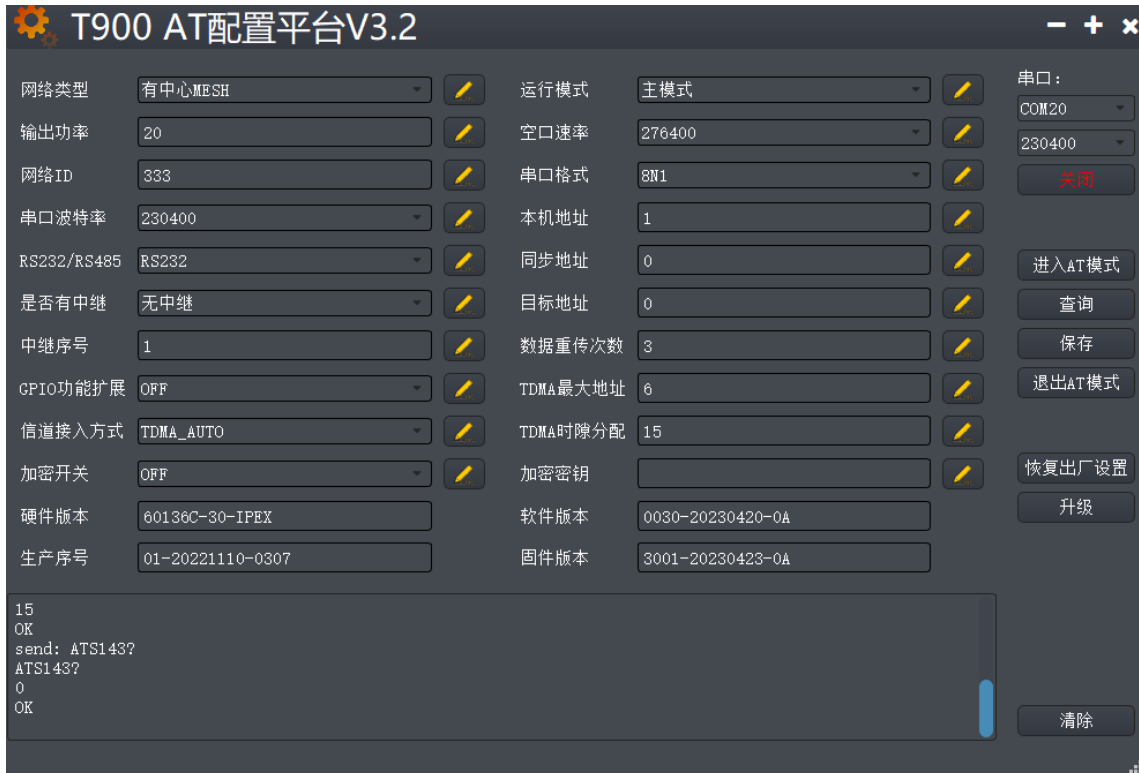 T900 AT配置平台V3.2
网络类型 有中心MESH 运行模式 主模式
串口:
COM20
输出功率 20 空口速率 276400
230400
网络ID 333 串口格式 8N1
关闭
串口波特率 230400 本机地址 1
RS232/RS485 RS232 同步地址 0
进入AT模式
是否有中继 无中继 目标地址 0
查询
中继序号 1 数据重传次数 3
保存
GPIO功能扩展 OFF TDMA最大地址 6
退出AT模式
信道接入方式 TDMA_AUTO TDMA时隙分配 15
加密开关 OFF 加密密钥
恢复出厂设置
硬件版本 60136C-30-IPEX 软件版本 0030-20230420-0A
升级
生产序号 01-20221110-0307 固件版本 3001-20230423-0A
15
OK
send: ATS143?
ATS143?
0
OK
清除